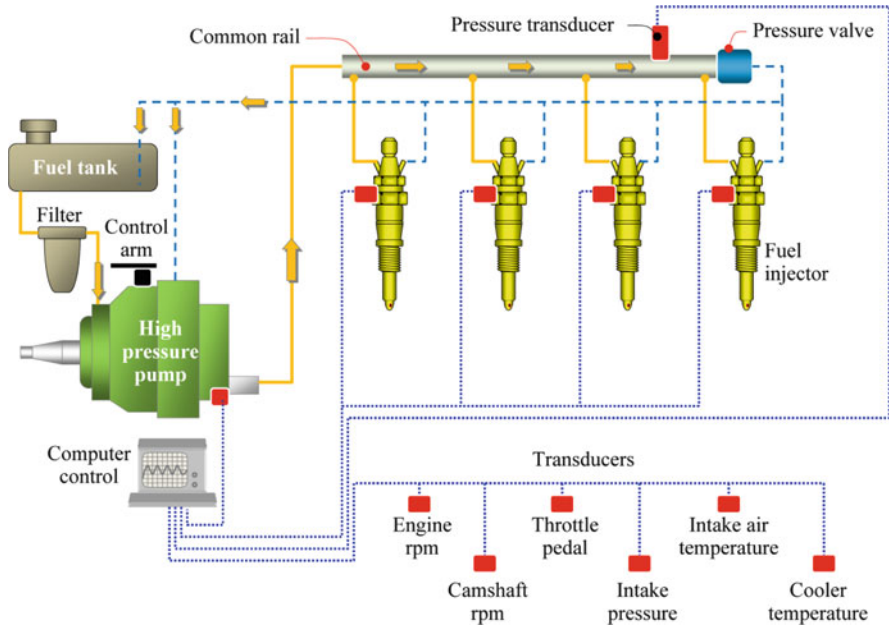 Pressure transducer
Pressure valve
Common rail
Fuel tank
Filter
Control
arm
Fuel
injector
High
pressure
pump
Computer
control
Transducers
Engine
rpm
Throttle
pedal
Intake air
temperature
Camshaft
rpm
Intake
pressure
Cooler
temperature